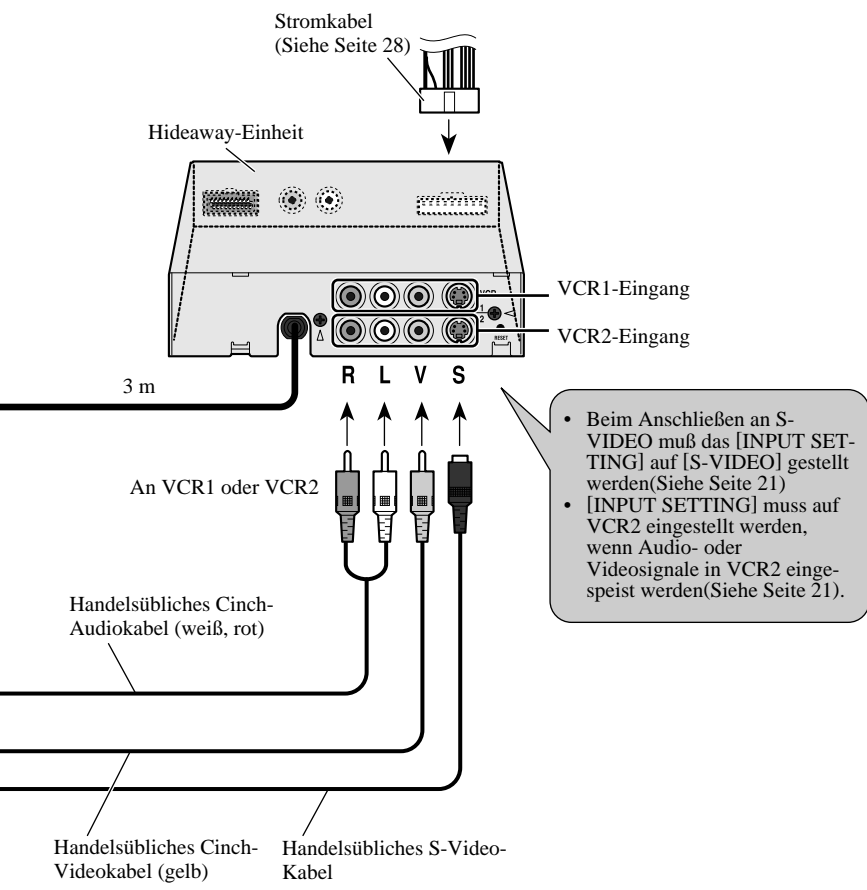 Stromkabel
(Siehe Seite 28)
Hideaway-Einheit
VCR
1
2
RESET
VCR1-Eingang
VCR2-Eingang
3 m
R L V S
An VCR1 oder VCR2
• Beim Anschließen an S-
VIDEO muß das [INPUT SET-
TING] auf [S-VIDEO] gestellt
werden(Siehe Seite 21)
• [INPUT SETTING] muss auf
VCR2 eingestellt werden,
wenn Audio- oder
Videosignale in VCR2 einge-
speist werden(Siehe Seite 21).
Handelsübliches Cinch-
Audiokabel (weiß, rot)
Handelsübliches Cinch-
Videokabel (gelb)
Handelsübliches S-Video-
Kabel